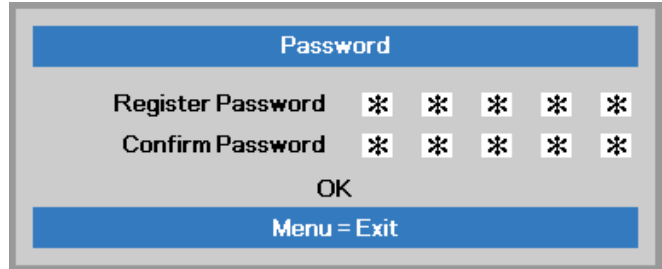 Password
Register Password * * * * *
Confirm Password * * * * *
OK
Menu = Exit